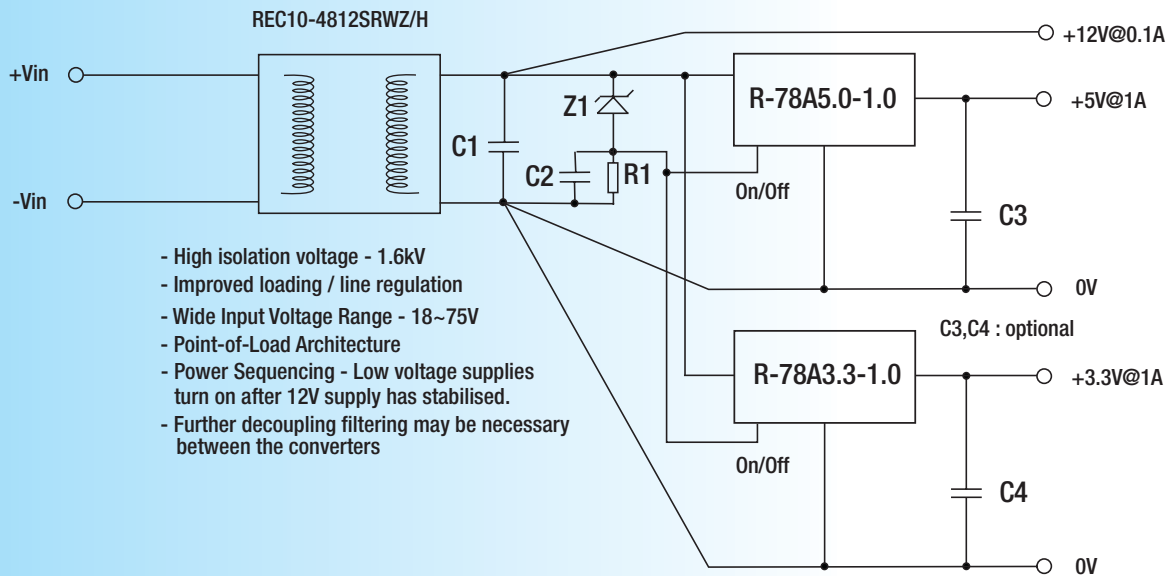 REC10-4812SRWZ/H
+12V@0.1A
+Vin
R-78A5.0-1.0
+5V@1A
Z1
C1
C2
R1
On/Off
-Vin
C3
- High isolation voltage - 1.6kV
- Improved loading / line regulation
- Wide Input Voltage Range - 18~75V
- Point-of-Load Architecture
- Power Sequencing - Low voltage supplies
turn on after 12V supply has stabilised.
- Further decoupling filtering may be necessary
between the converters
0V
C3,C4 : optional
R-78A3.3-1.0
+3.3V@1A
On/Off
C4
0V